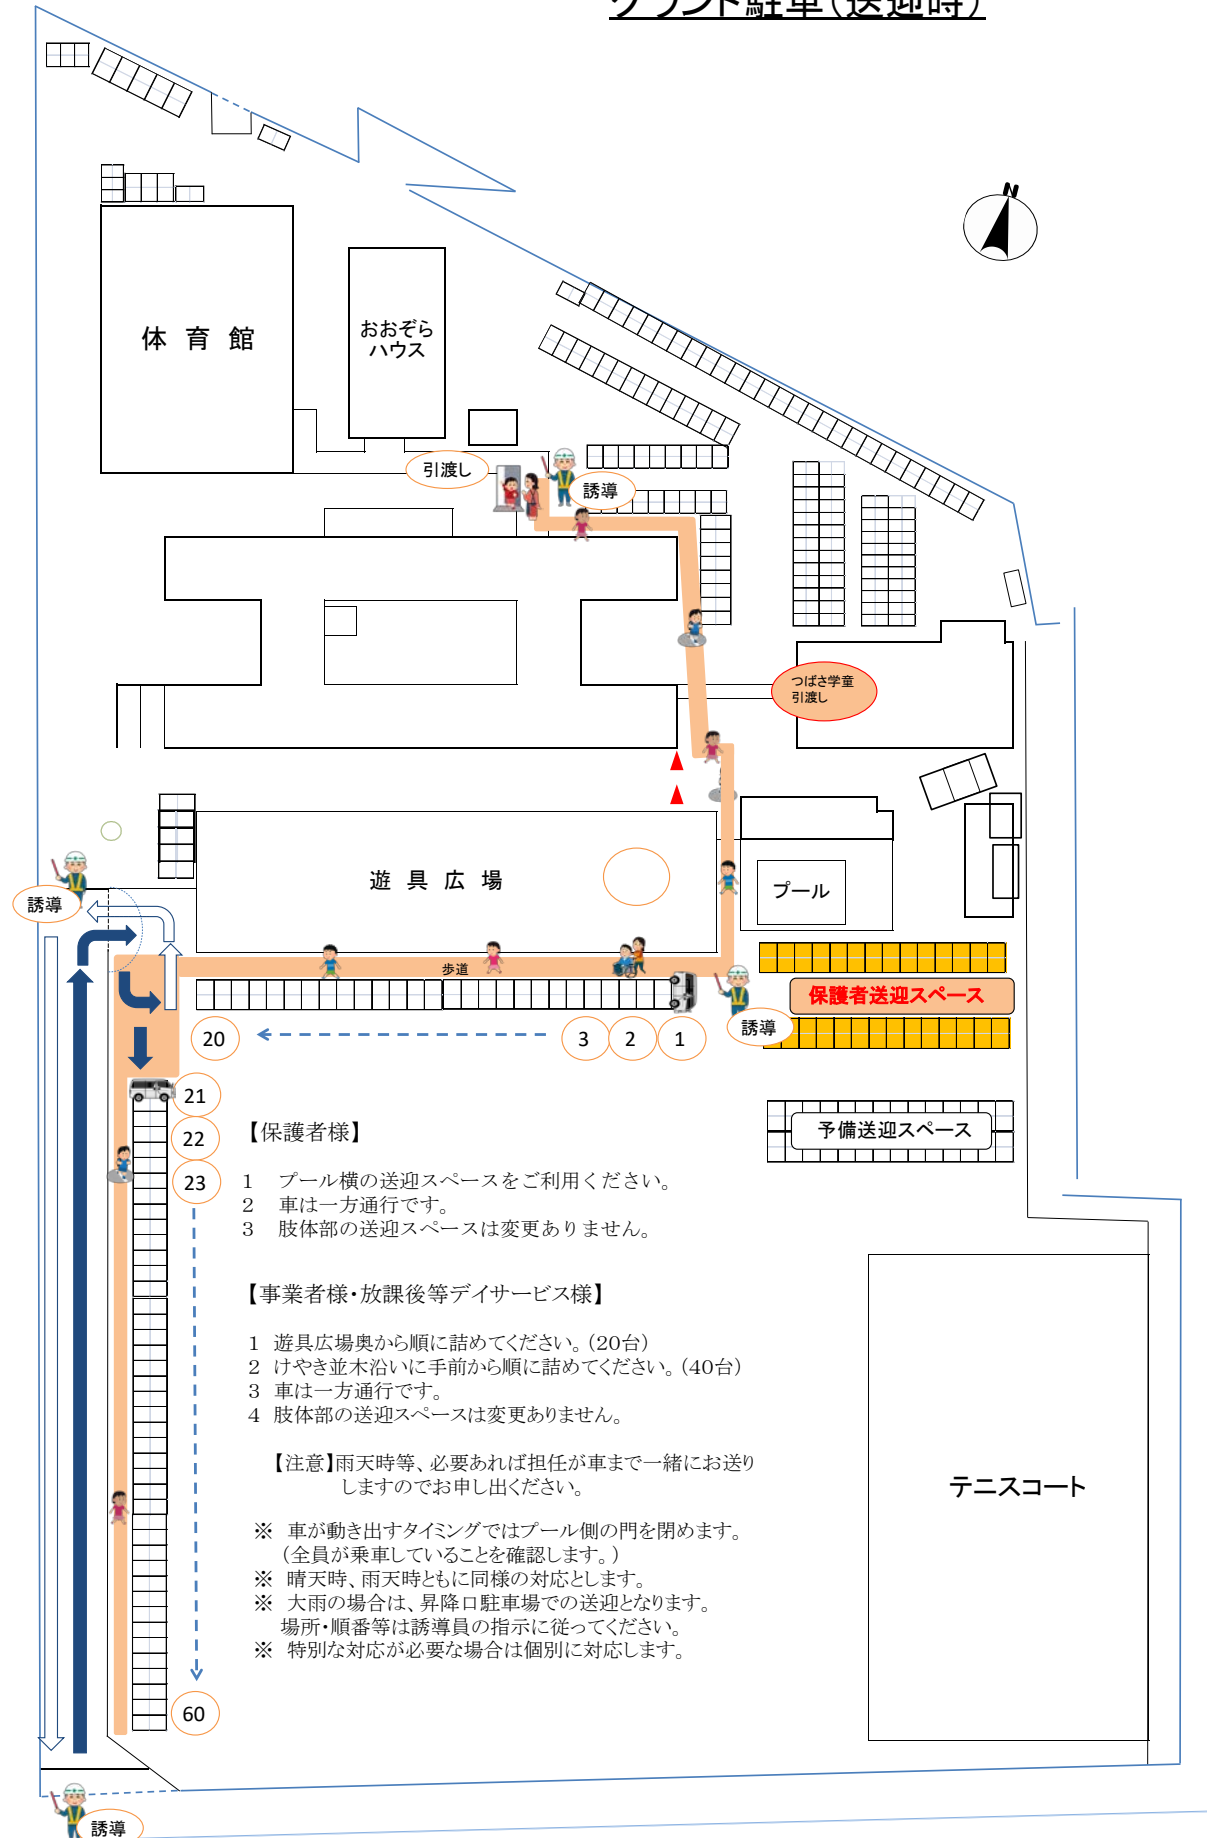 グランド駐車(送迎時)
N
体 育 館
おおぞら
ハウス
引渡し
誘導
つばさ学童
引渡し
遊 具 広 場
プール
誘導
歩道
保護者送迎スペース
誘導
20
3
2
1
21
22
23
予備送迎スペース
【保護者様】
1 プール横の送迎スペースをご利用ください。
2 車は一方通行です。
3 肢体部の送迎スペースは変更ありません。
【事業者様・放課後等デイサービス様】
1 遊具広場奥から順に詰めてください。(20台)
2 けやき並木沿いに手前から順に詰めてください。(40台)
3 車は一方通行です。
4 肢体部の送迎スペースは変更ありません。
【注意】雨天時等、必要あれば担任が車まで一緒にお送り
しますのでお申し出ください。
※ 車が動き出すタイミングではプール側の門を閉めます。
(全員が乗車していることを確認します。)
※ 晴天時、雨天時ともに同様の対応とします。
※ 大雨の場合は、昇降口駐車場での送迎となります。
場所・順番等は誘導員の指示に従ってください。
※ 特別な対応が必要な場合は個別に対応します。
テニスコート
60
誘導